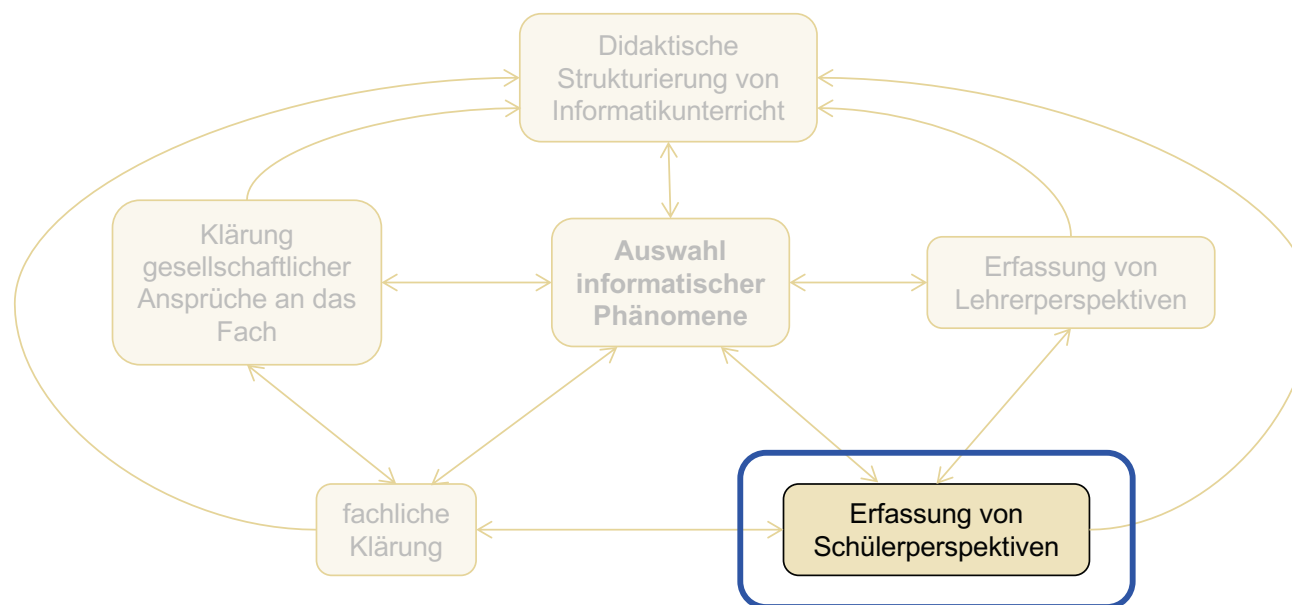 Didaktische
Strukturierung von
Informatikunterricht
Klärung
gesellschaftlicher
Ansprüche an das
Fach
Auswahl
informatischer
Phänomene
Erfassung von
Lehrerperspektiven
fachliche
Klärung
Erfassung von
Schülerperspektiven